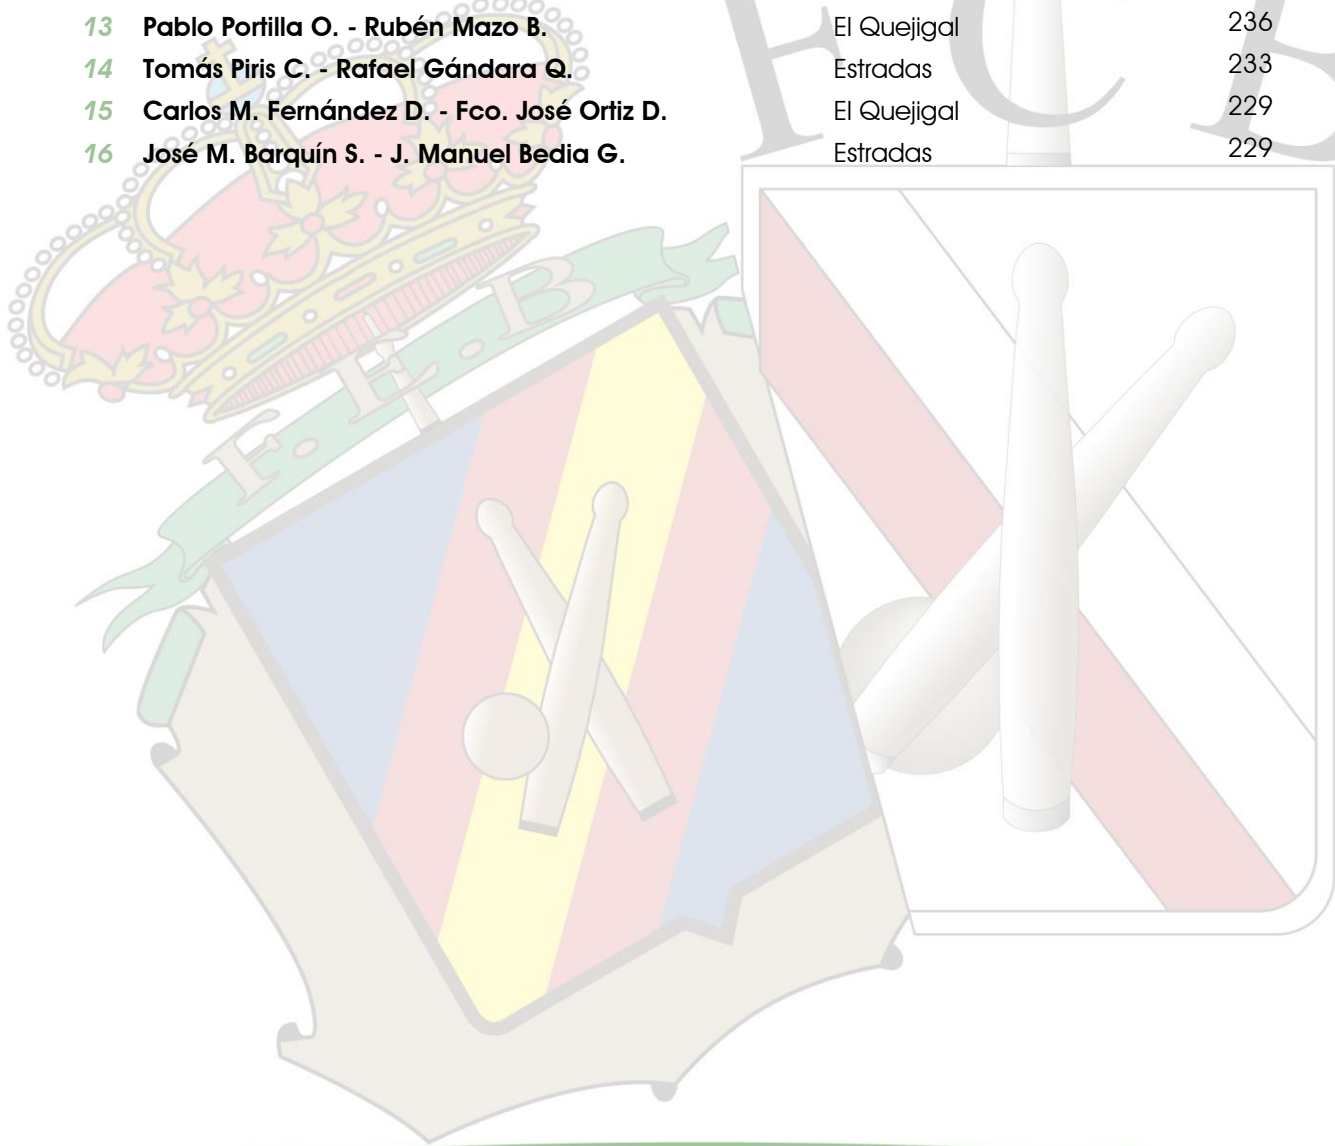 13 Pablo Portilla O. - Rubén Mazo B. El Quejigal 236
14 Tomás Piris C. - Rafael Gándara Q. Estradas 233
15 Carlos M. Fernández D. - Fco. José Ortiz D. El Quejigal 229
16 José M. Barquín S. - J. Manuel Bedia G. Estradas 229
F C B
F. E. B